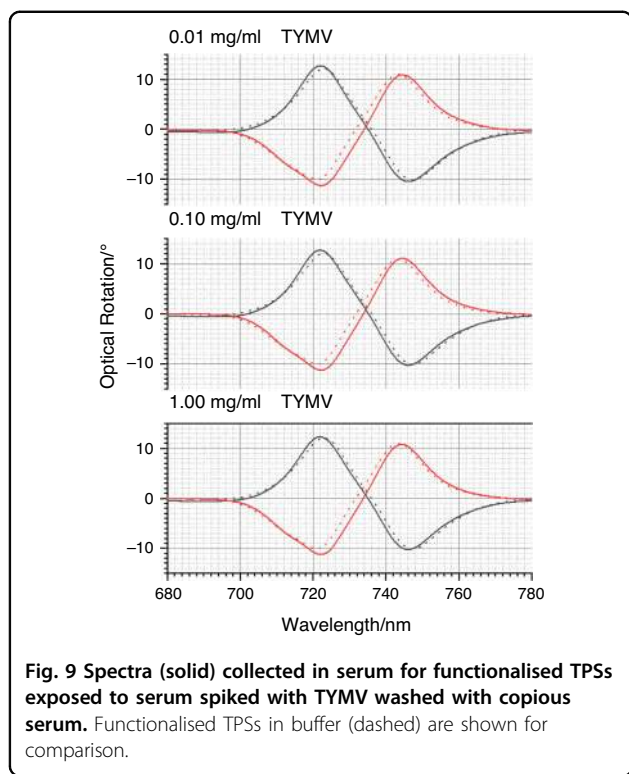 0.01 mg/ml TYMV
10
0
–10
0.10 mg/ml TYMV
10
0
–10
1.00 mg/ml TYMV
10
0
–10
Optical Rotation/°
680 700 720 740 760 780
Wavelength/nm
Fig. 9 Spectra (solid) collected in serum for functionalised TPSs
exposed to serum spiked with TYMV washed with copious
serum. Functionalised TPSs in buffer (dashed) are shown for
comparison.